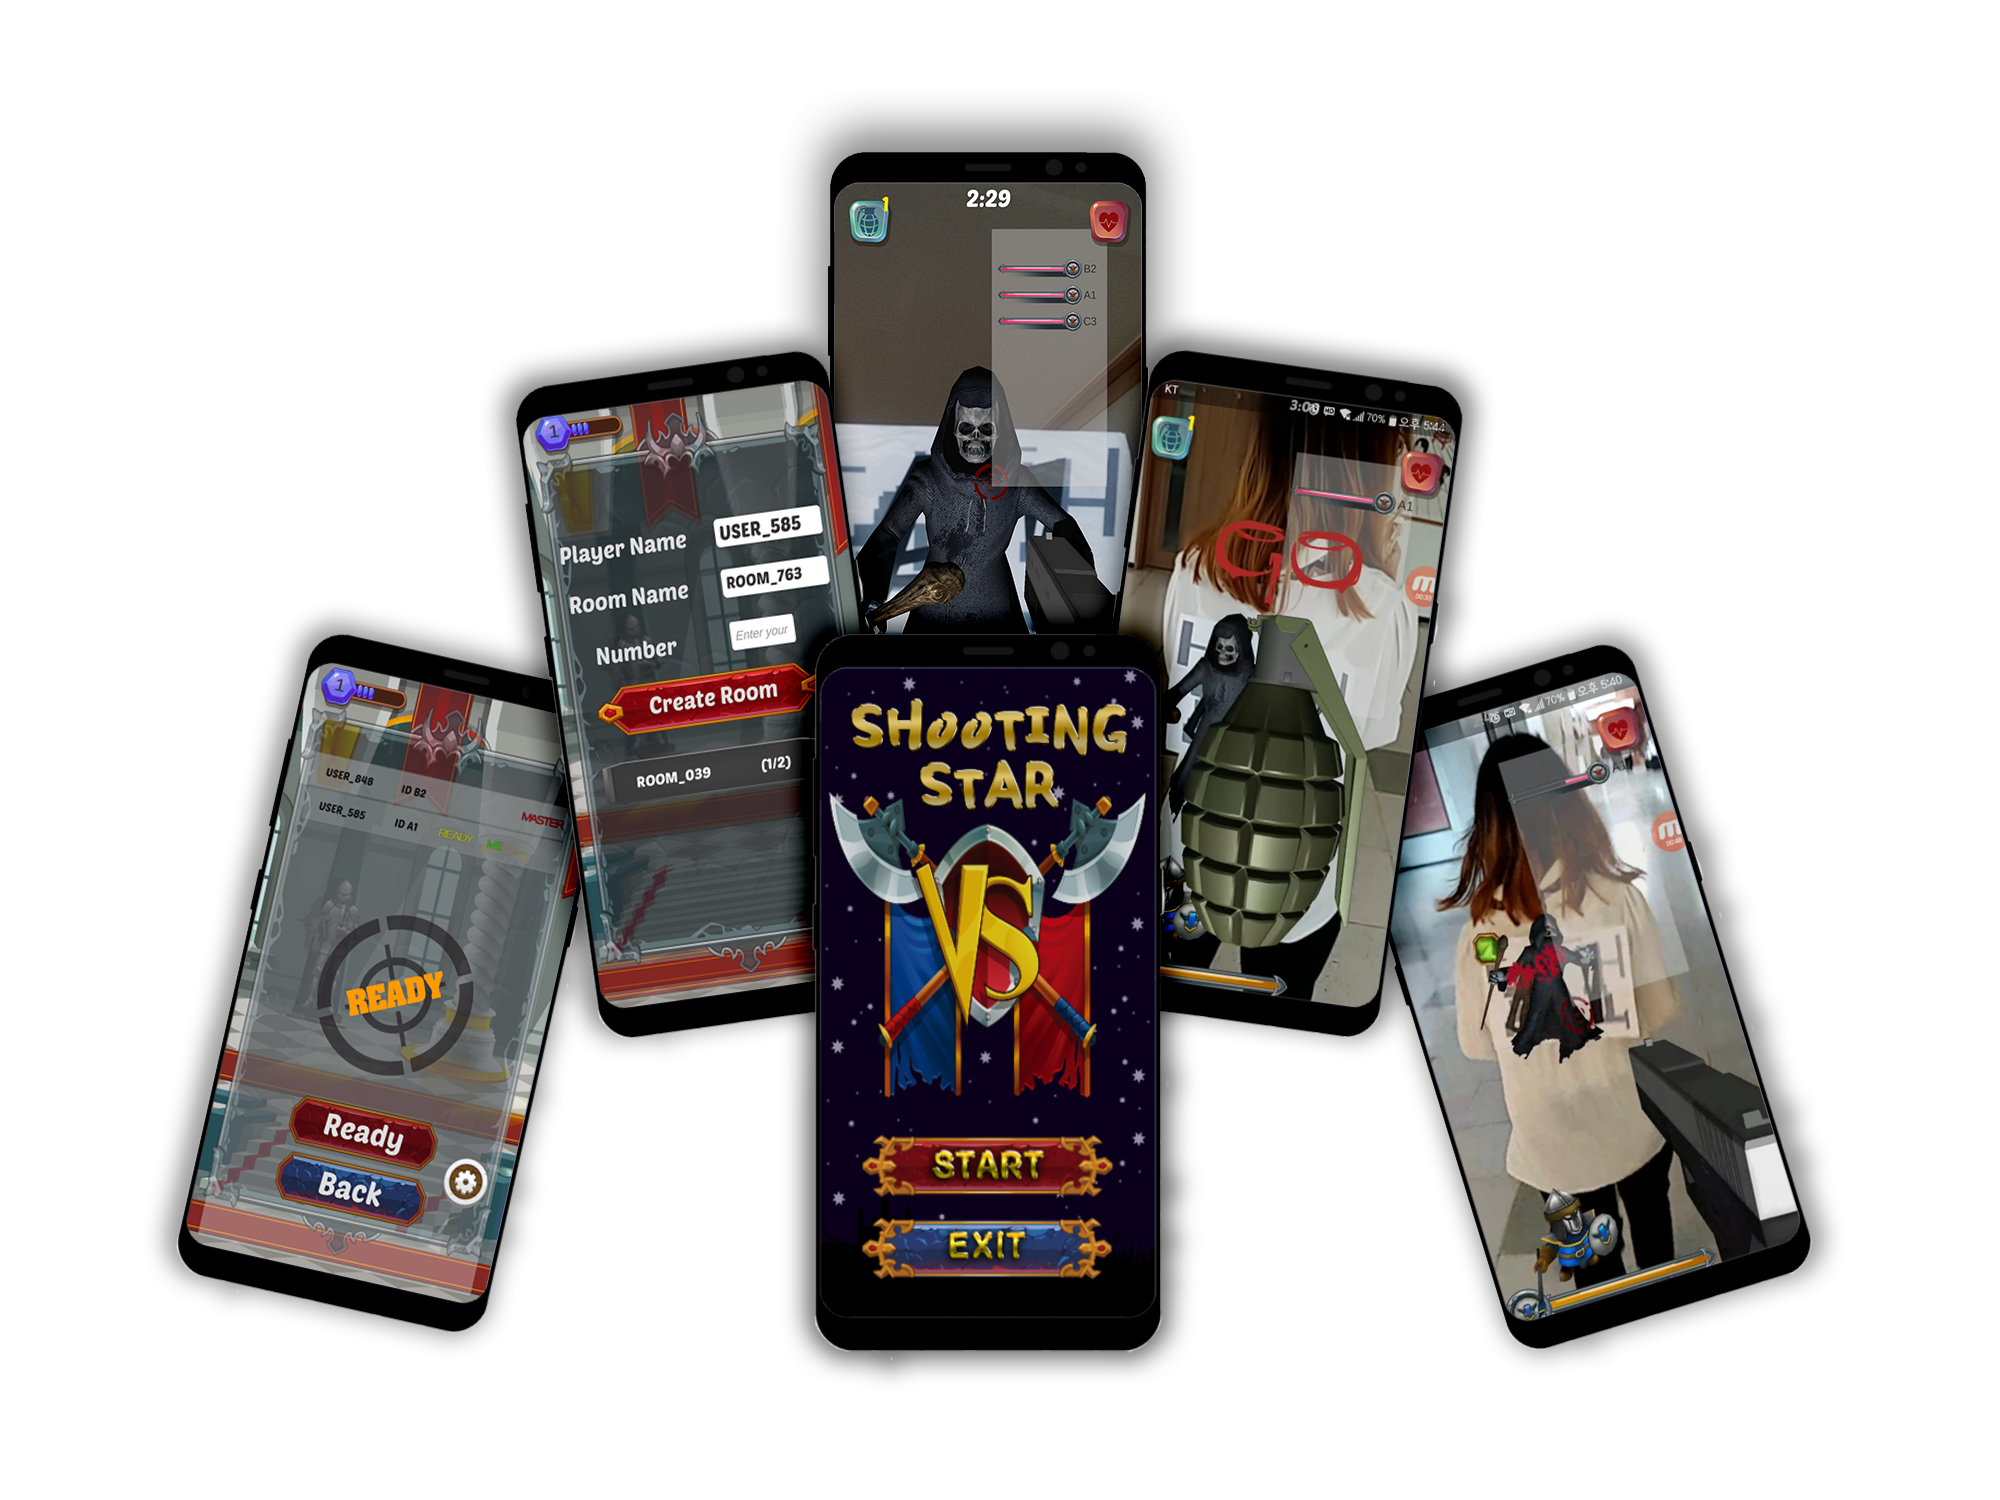 2:29
1
B2
A1
C3
1
Player Name
USER_585
Room Name
ROOM_763
Number
Enter your
Create Room
ROOM_039
(1/2)
KT
70%
오후 5:44
1
A1
GO
00:33
1
USER_848
ID B2
MASTER
USER_585
ID A1
READY
ME
READY
Ready
Back
SHOOTING
STAR
VS
START
EXIT
70%
오후 5:40